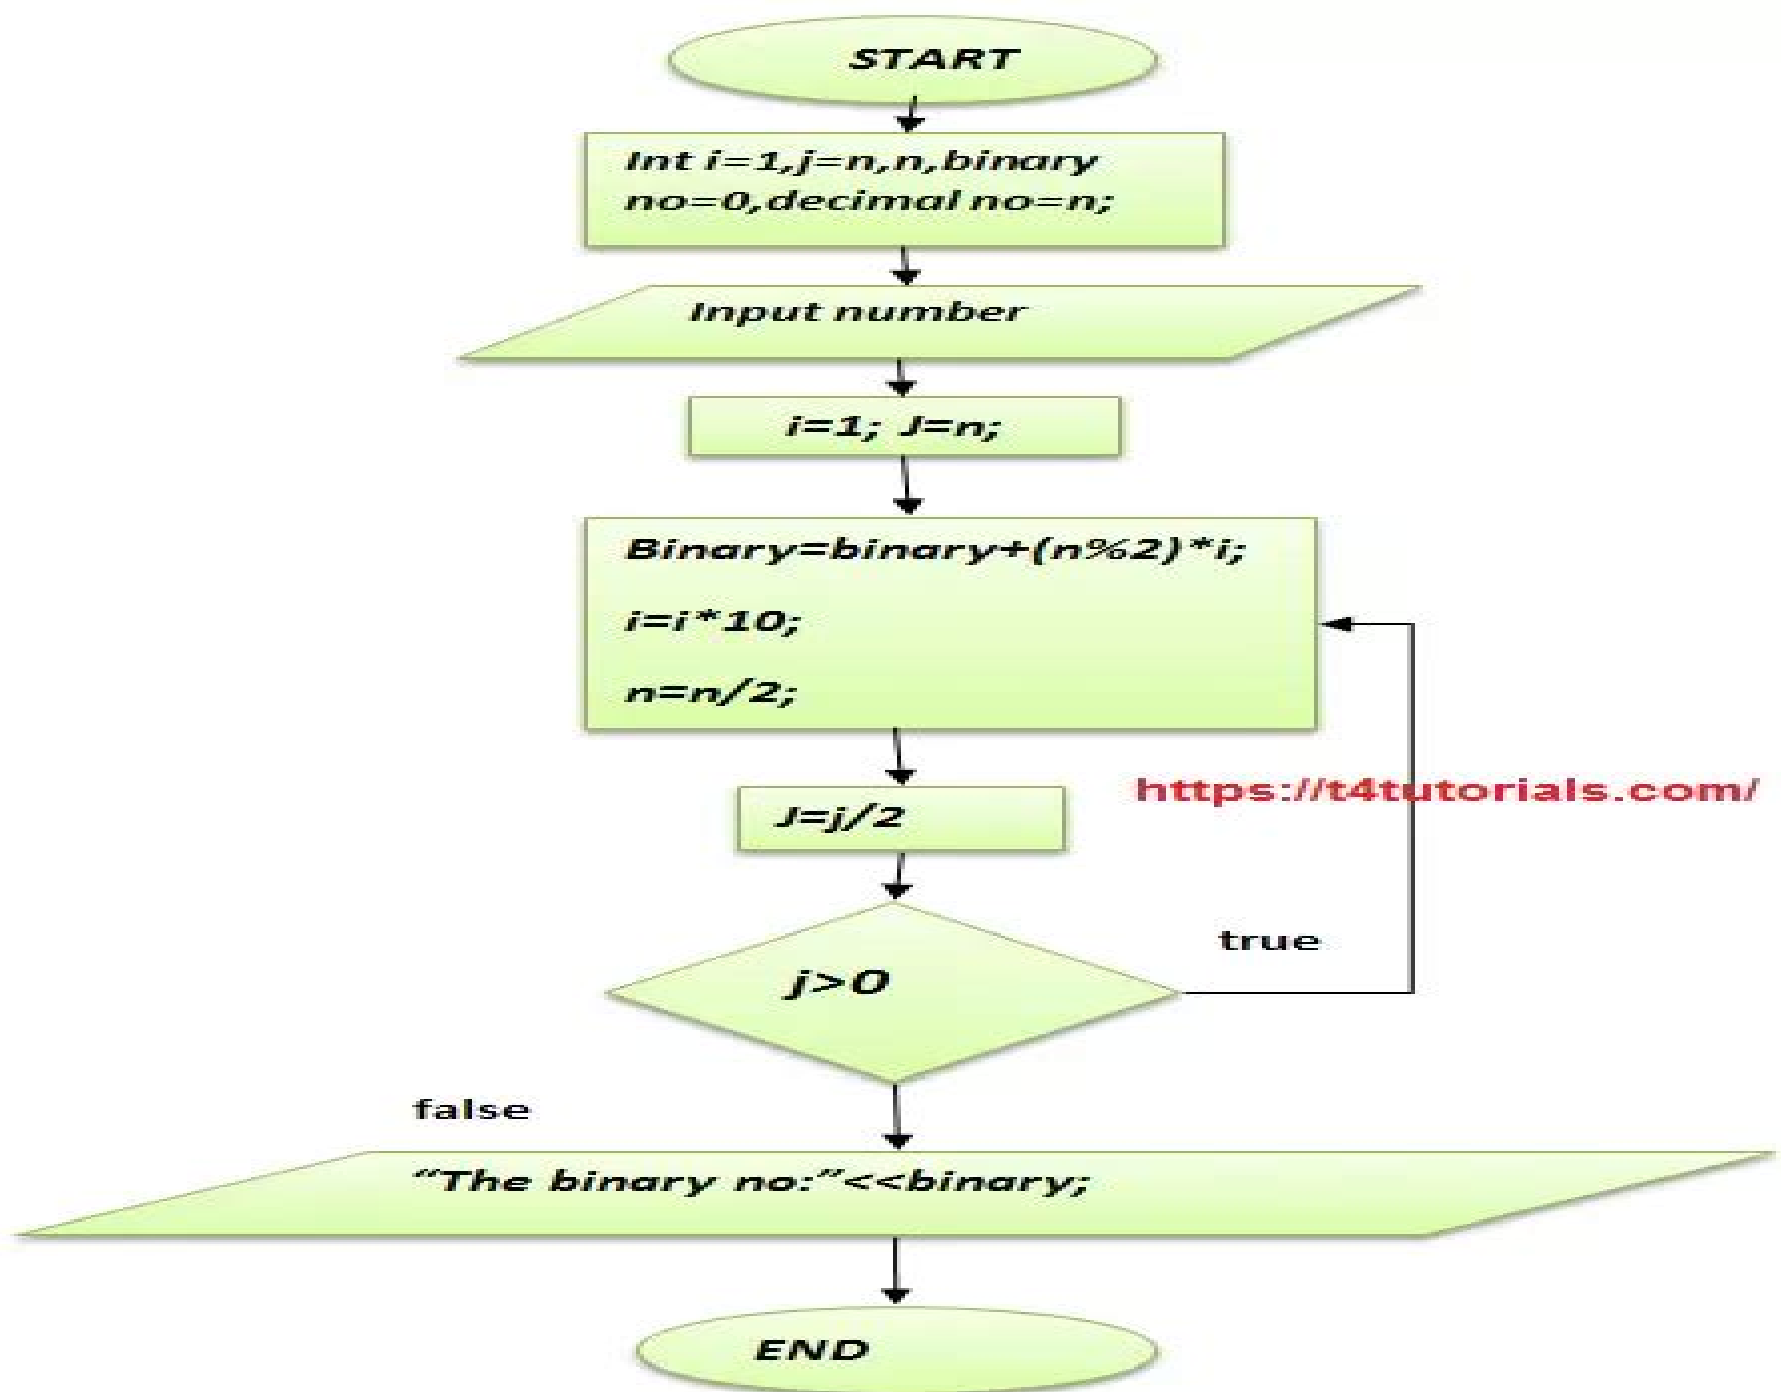 START
Int i=1,j=n,n,binary
no=0,decimal no=n;
Input number
i=1; J=n;
Binary=binary+(n%2)*i;
i=i*10;
n=n/2;
https://t4tutorials.com/
J=j/2
true
j>0
false
“The binary no:”<<binary;
END